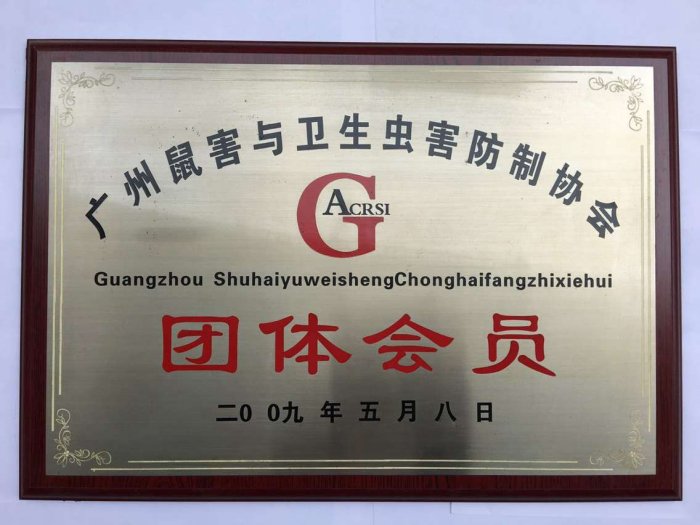 广州鼠害与卫生虫害防制协会
GACRSI
Guangzhou ShuhaiyuweishengChonghaifangzhixiehui
团体会员
二00九年五月八日